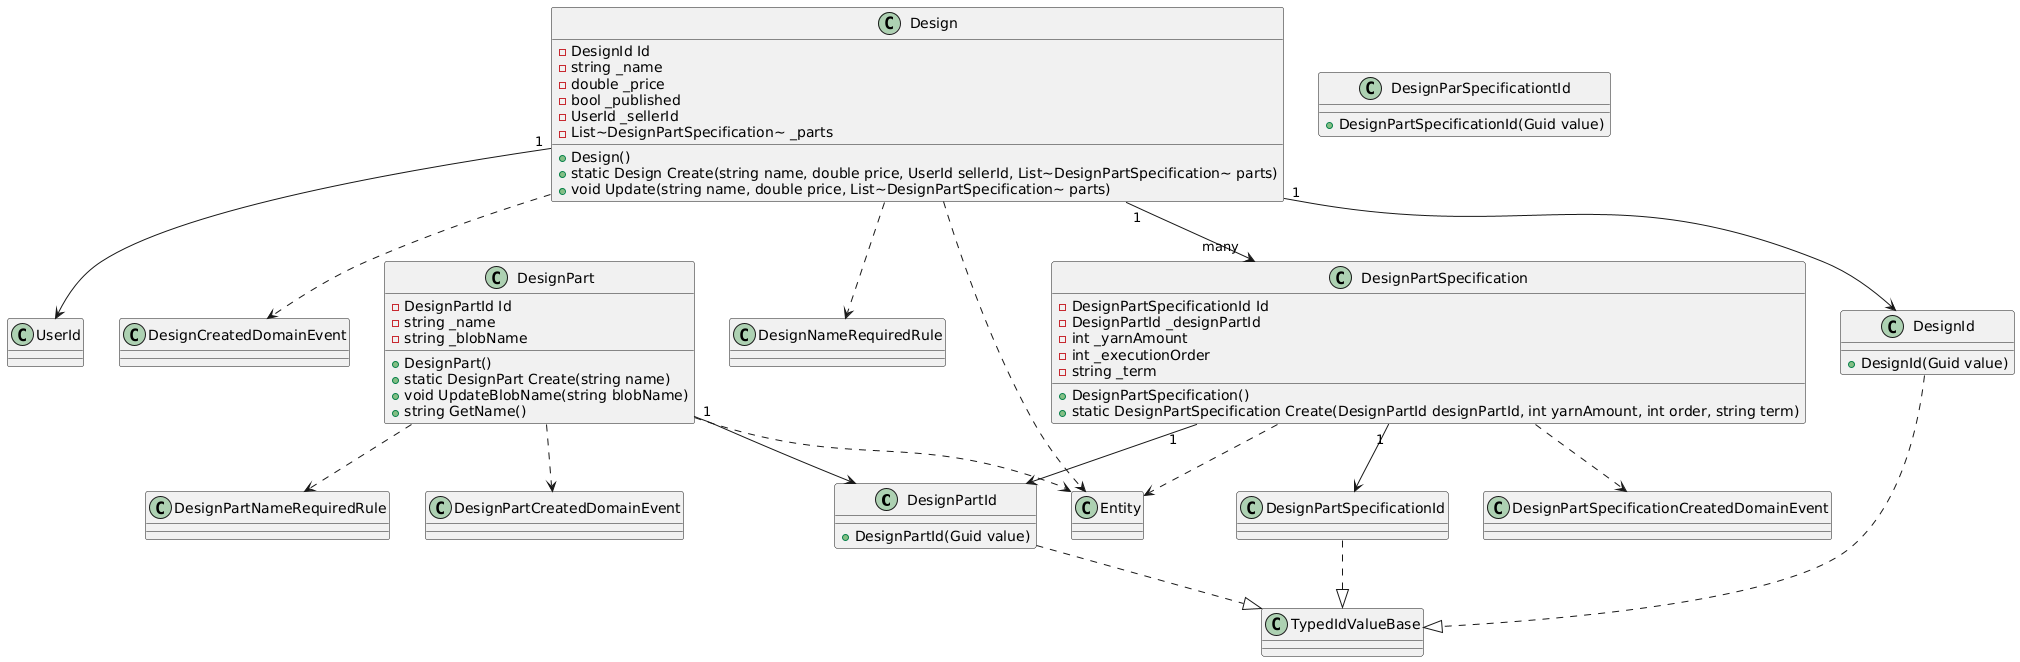 C Design
DesignId Id
string _name
double _price
bool _published
UserId _sellerId
List~DesignPartSpecification~ _parts
Design()
static Design Create(string name, double price, UserId sellerId, List~DesignPartSpecification~ parts)
void Update(string name, double price, List~DesignPartSpecification~ parts)
C DesignParSpecificationtId
DesignPartSpecificationId(Guid value)
1
1
1
many
C DesignPart
DesignPartId Id
string _name
string _blobName
DesignPart()
static DesignPart Create(string name)
void UpdateBlobName(string blobName)
string GetName()
C DesignPartSpecification
DesignPartSpecificationId Id
DesignPartId _designPartId
int _yarnAmount
int _executionOrder
string _term
DesignPartSpecification()
static DesignPartSpecification Create(DesignPartId designPartId, int yarnAmount, int order, string term)
C UserId
C DesignCreatedDomainEvent
C DesignNameRequiredRule
C DesignId
DesignId(Guid value)
1
1
1
C DesignPartNameRequiredRule
C DesignPartCreatedDomainEvent
C DesignPartId
DesignPartId(Guid value)
C Entity
C DesignPartSpecificationId
C DesignPartSpecificationCreatedDomainEvent
C TypedIdValueBase